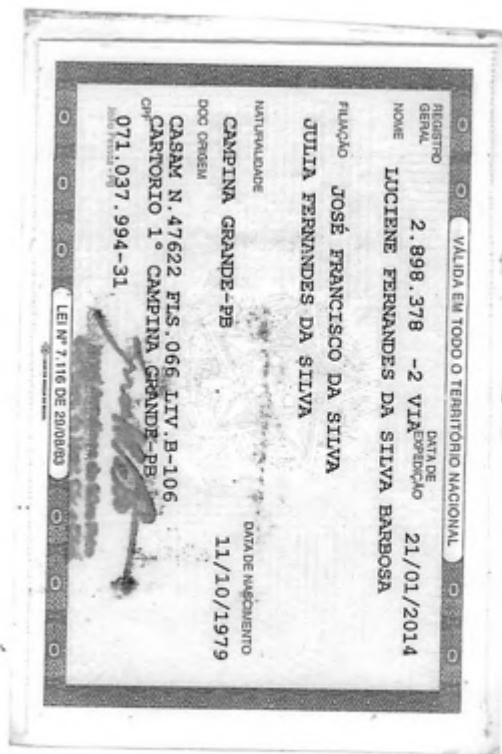 VÁLIDA EM TODO O TERRITÓRIO NACIONAL
REGISTRO GERAL 2.898.378 -2 VIA DATA DE EXPEDIÇÃO 21/01/2014
NOME LUCIENE FERNANDES DA SILVA BARBOSA
FILIAÇÃO JOSÉ FRANCISCO DA SILVA
JULIA FERNANDES DA SILVA
NATURALIDADE DATA DE NASCIMENTO
CAMPINA GRANDE-PB 11/10/1979
DOC ORIGEM
CASAM N.47622 FLS.066 LIV.B-106
CARTORIO 1° CAMPINA GRANDE-PB
CPF 071.037.994-31
LEI Nº 7.116 DE 29/08/83